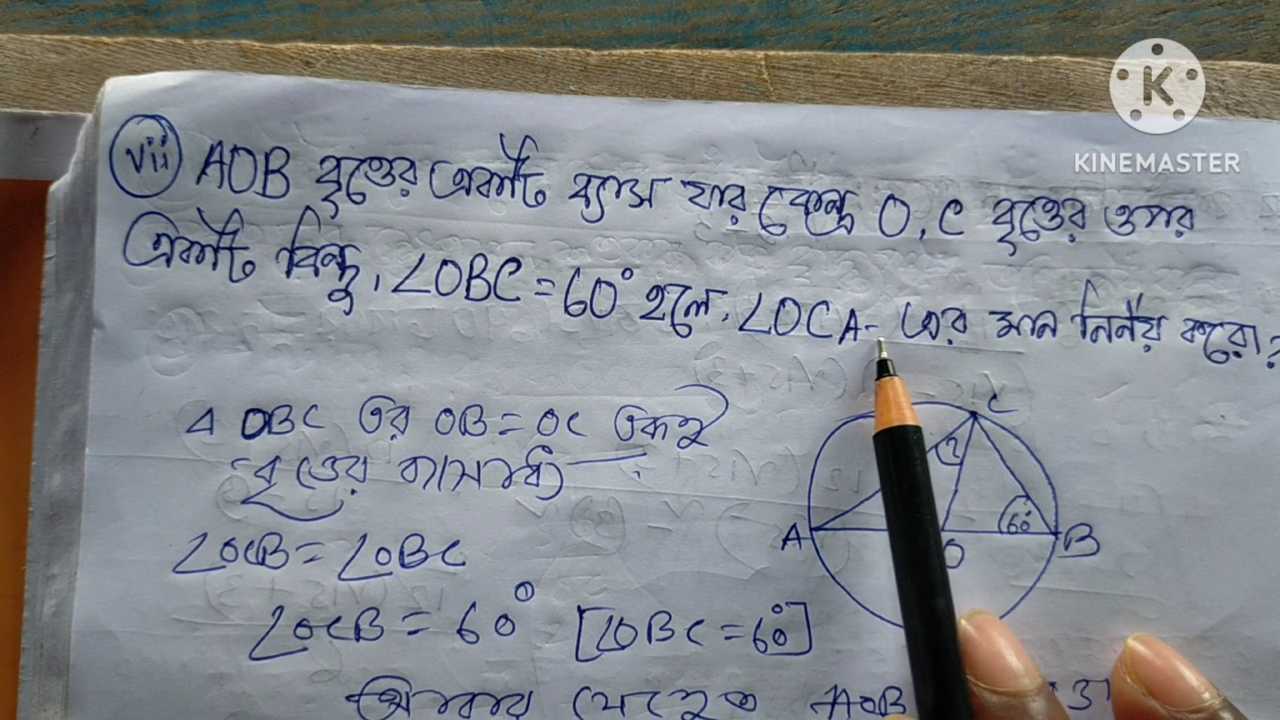 KINEMASTER
vii AOB বৃত্তের একটি ব্যাস যার কেন্দ্র O, C বৃত্তের ওপর
একটি বিন্দু, ∠OBC = 60° হলে, ∠OCA- এর মান নির্ণয় করো?
Δ OBC এর OB = OC একই
বৃত্তের ব্যাসার্ধ
∠OCB = ∠OBC
∠OCB = 60° [∠OBC = 60°]
আবার যেহেতু AOB
C
?
A
60°
B
O